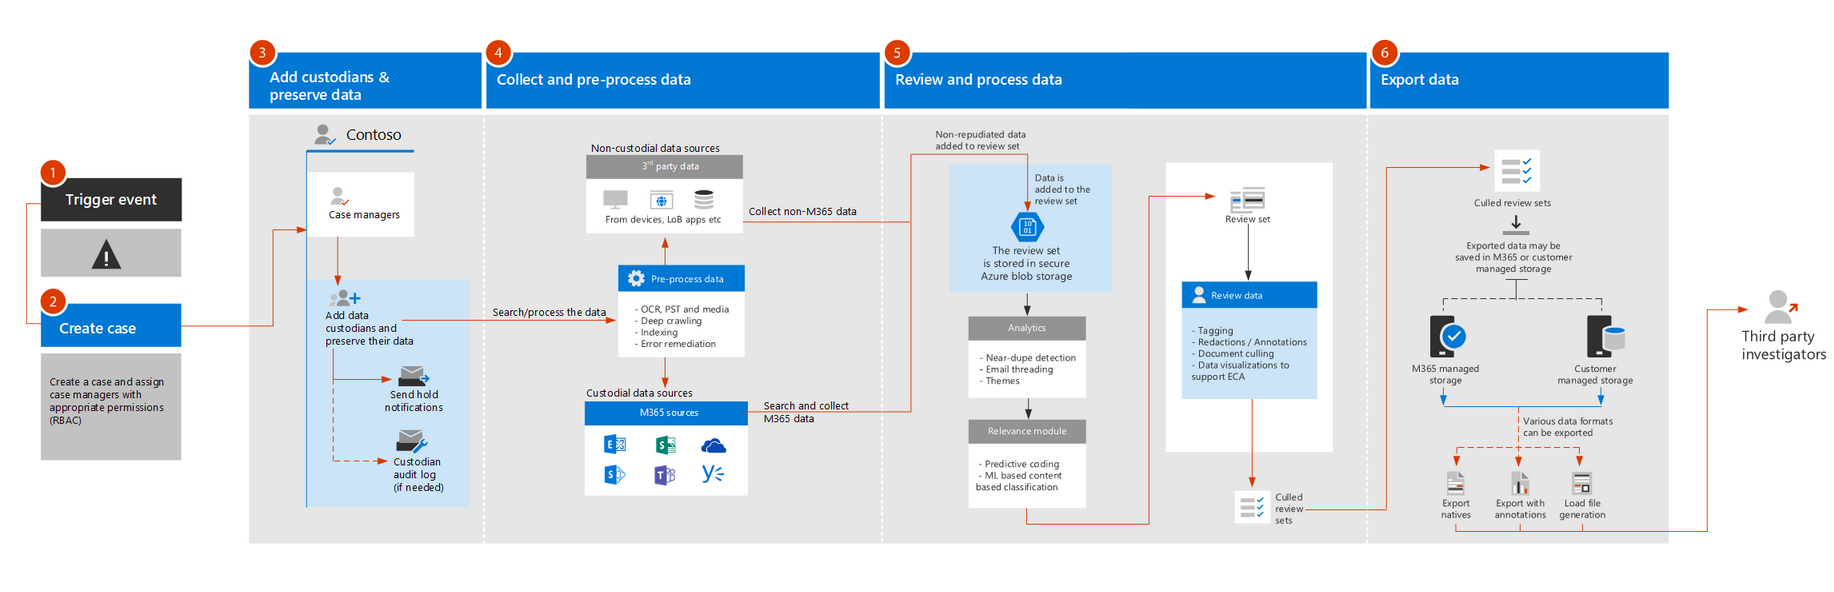 1
Trigger event
2
Create case
Create a case and assign
case managers with
appropriate permissions
(RBAC)
3
Add custodians &
preserve data
Contoso
Case managers
Add data
custodians and
preserve their data
Send hold
notifications
Custodian
audit log
(if needed)
4
Collect and pre-process data
Non-custodial data sources
3rd party data
From devices, LoB apps etc
Collect non-M365 data
Pre-process data
- OCR, PST and media
- Deep crawling
- Indexing
- Error remediation
Search/process the data
Custodial data sources
M365 sources
E
S
S
T
Search and collect
M365 data
5
Review and process data
Non-repudiated data
added to review set
Data is
added to the
review set
10
01
The review set
is stored in secure
Azure blob storage
Analytics
- Near-dupe detection
- Email threading
- Themes
Relevance module
- Predictive coding
- ML based content
based classification
Review set
Review data
- Tagging
- Redactions / Annotations
- Document culling
- Data visualizations to
support ECA
Culled
review
sets
6
Export data
Culled review sets
Exported data may be
saved in M365 or customer
managed storage
M365 managed
storage
Customer
managed storage
Various data formats
can be exported
Export
natives
Export with
annotations
Load file
generation
Third party
investigators